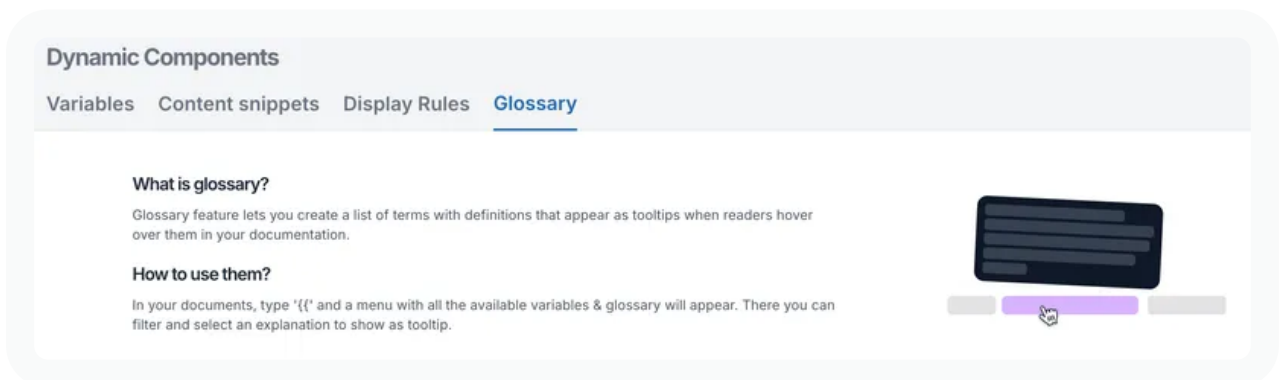 Dynamic Components
Variables Content snippets Display Rules Glossary
What is glossary?
Glossary feature lets you create a list of terms with definitions that appear as tooltips when readers hover
over them in your documentation.
How to use them?
In your documents, type '{{' and a menu with all the available variables & glossary will appear. There you can
filter and select an explanation to show as tooltip.